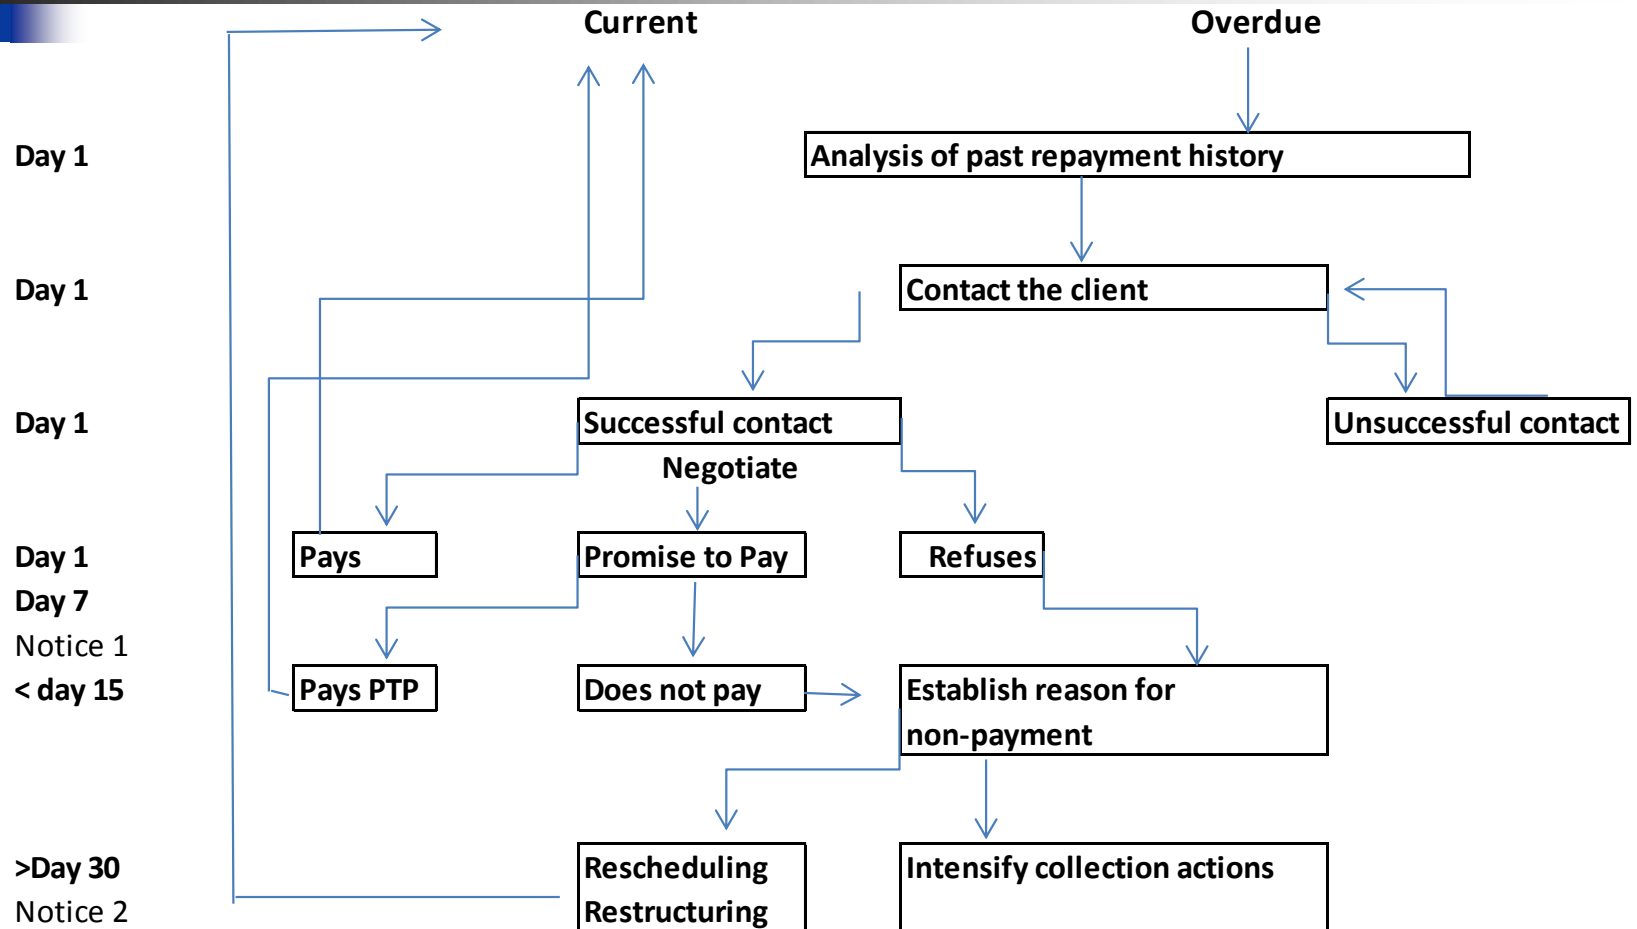 Current
Overdue
Day 1
Analysis of past repayment history
Day 1
Contact the client
Day 1
Successful contact
Unsuccessful contact
Negotiate
Day 1
Pays
Promise to Pay
Refuses
Day 7
Notice 1
< day 15
Pays PTP
Does not pay
Establish reason for
non-payment
>Day 30
Rescheduling
Intensify collection actions
Notice 2
Restructuring